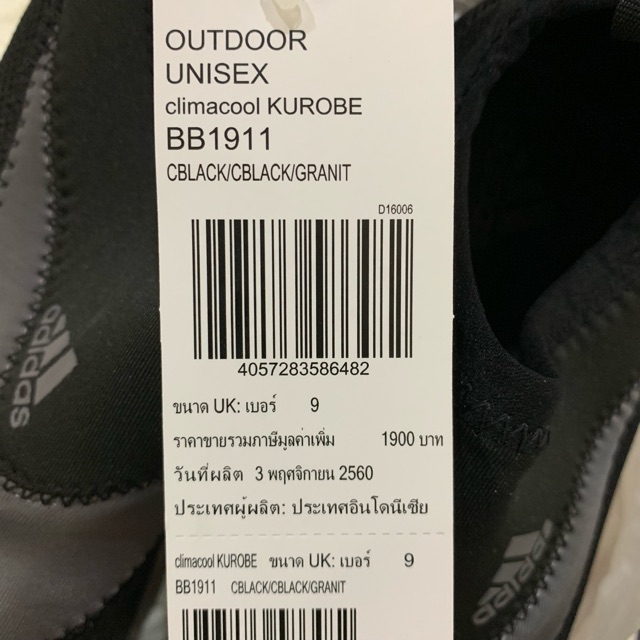 OUTDOOR
UNISEX
climacool KUROBE
BB1911
CBLACK/CBLACK/GRANIT
D16006
4057283586482
ขนาด UK: เบอร์ 9
ราคาขายรวมภาษีมูลค่าเพิ่ม 1900 บาท
วันที่ผลิต 3 พฤศจิกายน 2560
ประเทศผู้ผลิต: ประเทศอินโดนีเซีย
climacool KUROBE ขนาด UK: เบอร์ 9
BB1911 CBLACK/CBLACK/GRANIT
adidas
adidas